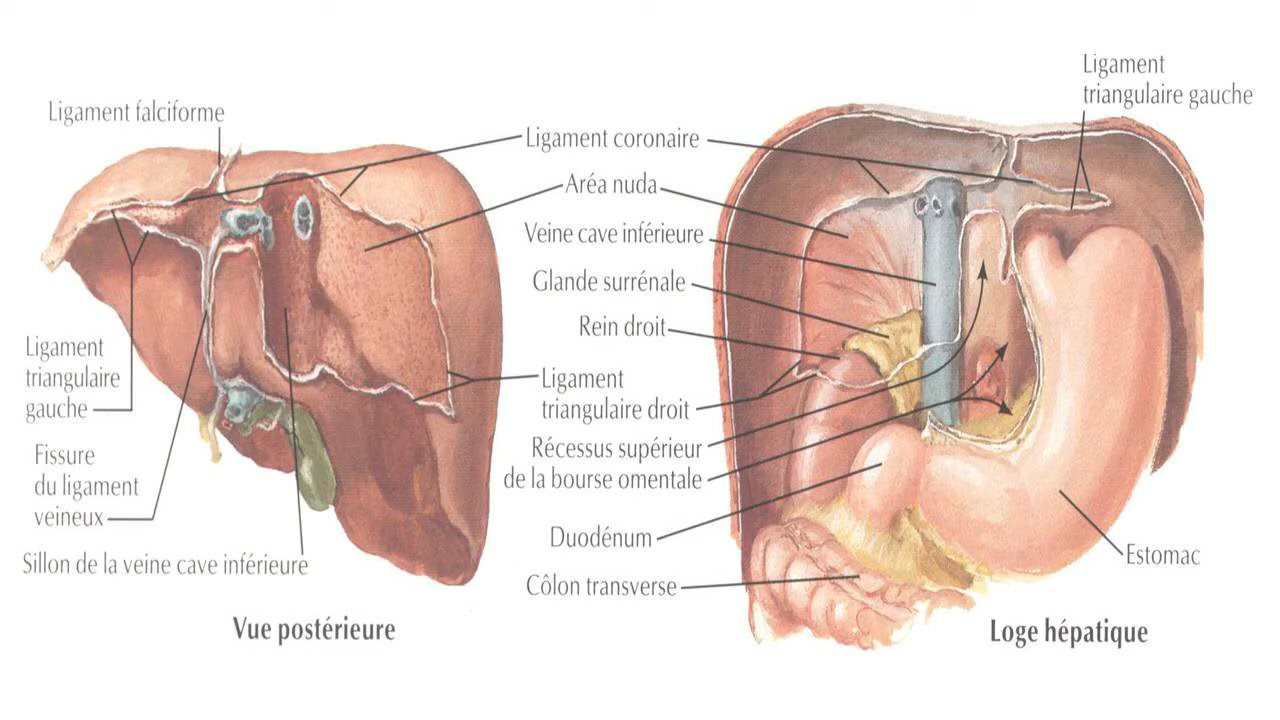 Ligament
triangulaire gauche
Ligament falciforme
Ligament coronaire
Aréa nuda
Veine cave inférieure
Glande surrénale
Rein droit
Ligament
triangulaire
gauche
Ligament
triangulaire droit
Fissure
du ligament
veineux
Récessus supérieur
de la bourse omentale
Duodénum
Estomac
Sillon de la veine cave inférieure
Côlon transverse
Vue postérieure
Loge hépatique